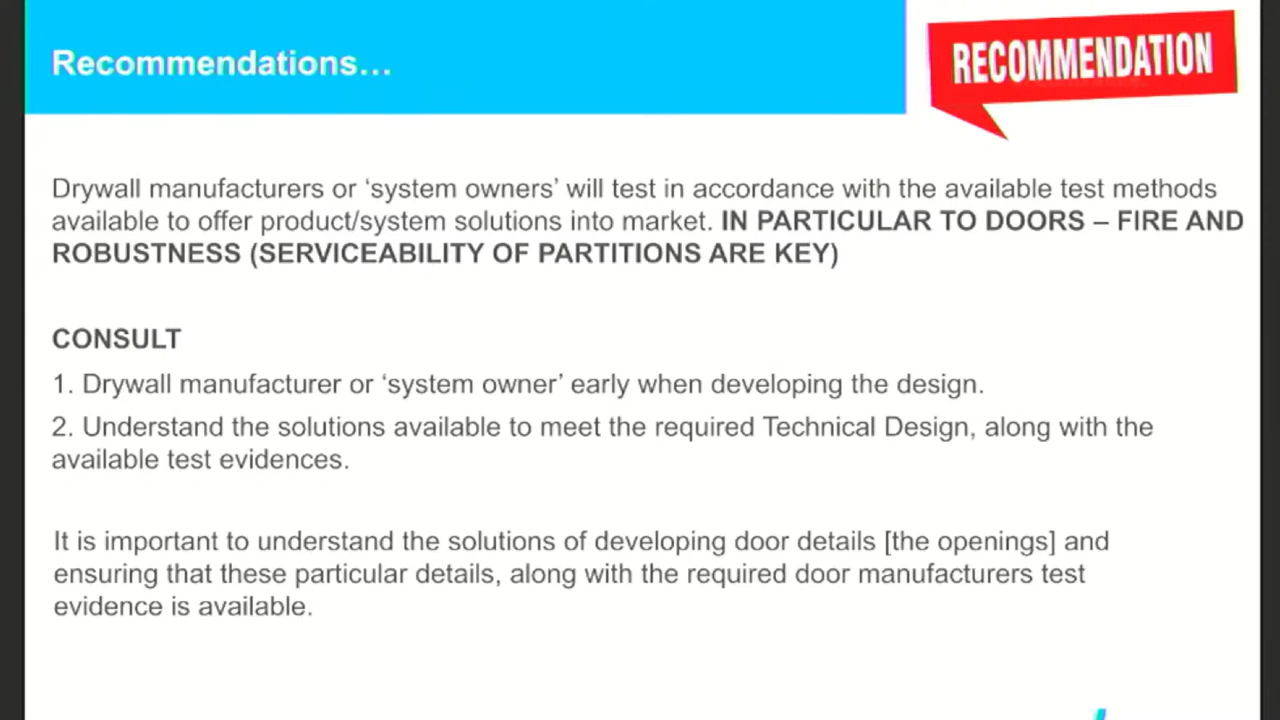 Recommendations…
RECOMMENDATION
Drywall manufacturers or ‘system owners’ will test in accordance with the available test methods
available to offer product/system solutions into market. IN PARTICULAR TO DOORS – FIRE AND
ROBUSTNESS (SERVICEABILITY OF PARTITIONS ARE KEY)
CONSULT
1. Drywall manufacturer or ‘system owner’ early when developing the design.
2. Understand the solutions available to meet the required Technical Design, along with the
available test evidences.
It is important to understand the solutions of developing door details [the openings] and
ensuring that these particular details, along with the required door manufacturers test
evidence is available.